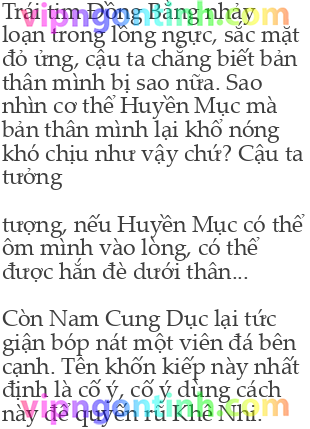 Trái tim Đồng Bằng nhảy
loạn trong lồng ngực, sắc mặt
đỏ ửng, cậu ta chẳng biết bản
thân mình bị sao nữa. Sao
nhìn cơ thể Huyền Mục mà
bản thân mình lại khổ nóng
khó chịu như vậy chứ? Cậu ta
tưởng
tượng, nếu Huyền Mục có thể
ôm mình vào lòng, có thể
được hắn đè dưới thân...
Còn Nam Cung Dục lại tức
giận bóp nát một viên đá bên
cạnh. Tên khốn kiếp này nhất
định là cố ý, cố ý dùng cách
này để quyến rũ Khê Nhi.
vipngontinh.com
vipngontinh.com